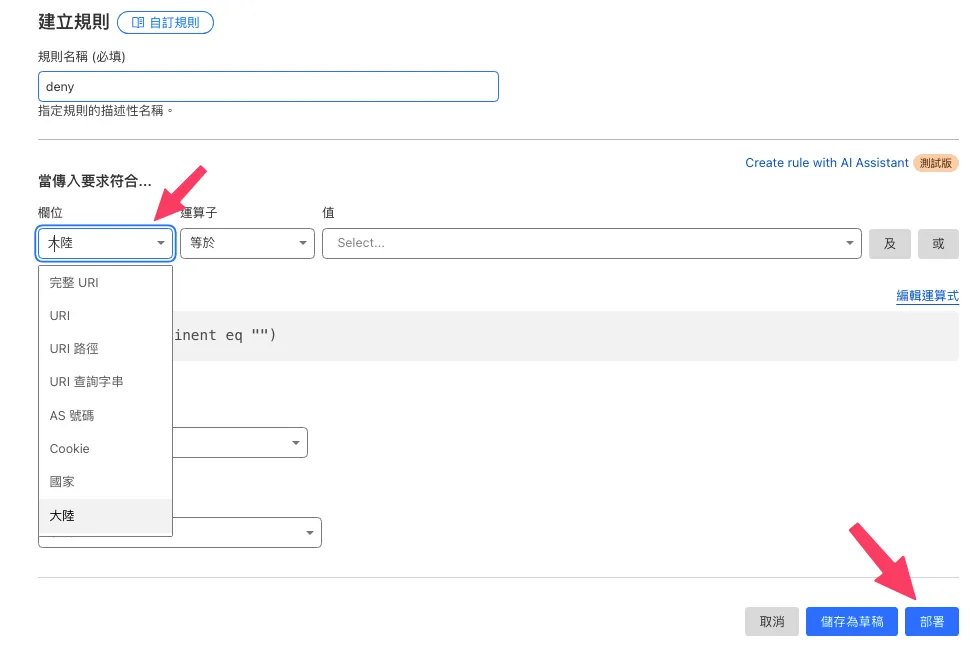 建立規則 自訂規則
規則名稱 (必填)
deny
指定規則的描述性名稱。
Create rule with AI Assistant 測試版
當傳入要求符合...
欄位 運算子 值
大陸 等於 Select... 及 或
完整 URI
編輯運算式
URI
inent eq "")
URI 路徑
URI 查詢字串
AS 號碼
Cookie
國家
大陸
取消 儲存為草稿 部署